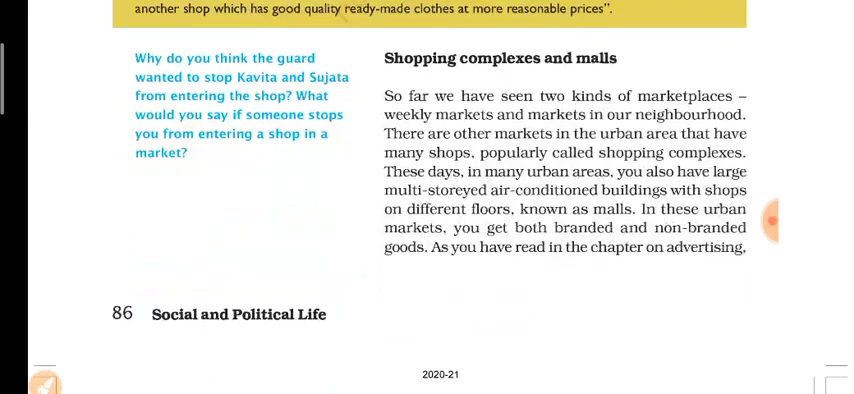 another shop which has good quality ready-made clothes at more reasonable prices”.
Why do you think the guard
wanted to stop Kavita and Sujata
from entering the shop? What
would you say if someone stops
you from entering a shop in a
market?
Shopping complexes and malls
So far we have seen two kinds of marketplaces –
weekly markets and markets in our neighbourhood.
There are other markets in the urban area that have
many shops, popularly called shopping complexes.
These days, in many urban areas, you also have large
multi-storeyed air-conditioned buildings with shops
on different floors, known as malls. In these urban
markets, you get both branded and non-branded
goods. As you have read in the chapter on advertising,
86 Social and Political Life
2020-21